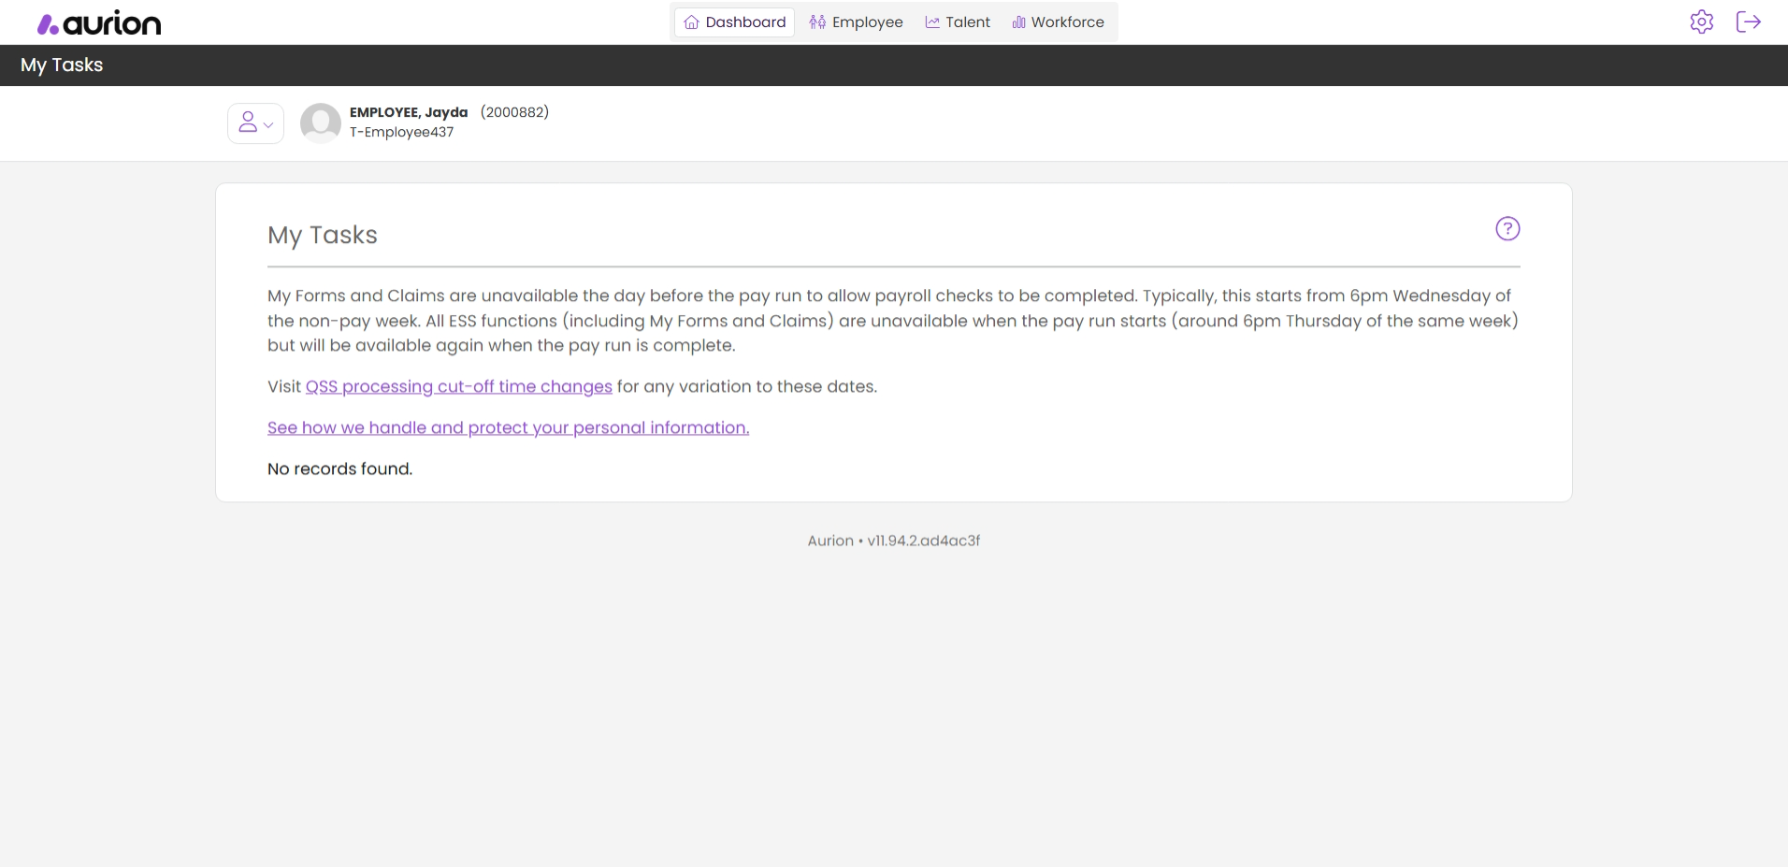 aurion
Dashboard Employee Talent Workforce
My Tasks
EMPLOYEE, Jayda (2000882)
T-Employee437
My Tasks
?
My Forms and Claims are unavailable the day before the pay run to allow payroll checks to be completed. Typically, this starts from 6pm Wednesday of
the non-pay week. All ESS functions (including My Forms and Claims) are unavailable when the pay run starts (around 6pm Thursday of the same week)
but will be available again when the pay run is complete.
Visit QSS processing cut-off time changes for any variation to these dates.
See how we handle and protect your personal information.
No records found.
Aurion • v11.94.2.ad4ac3f